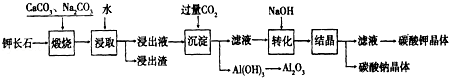 CaCO₃、Na₂CO₃ 水 过量CO₂ NaOH
钾长石 煅烧 浸取 浸出液 沉淀 滤液 转化 结晶 滤液 碳酸钾晶体
浸出渣 Al(OH)₃ Al₂O₃ 碳酸钠晶体